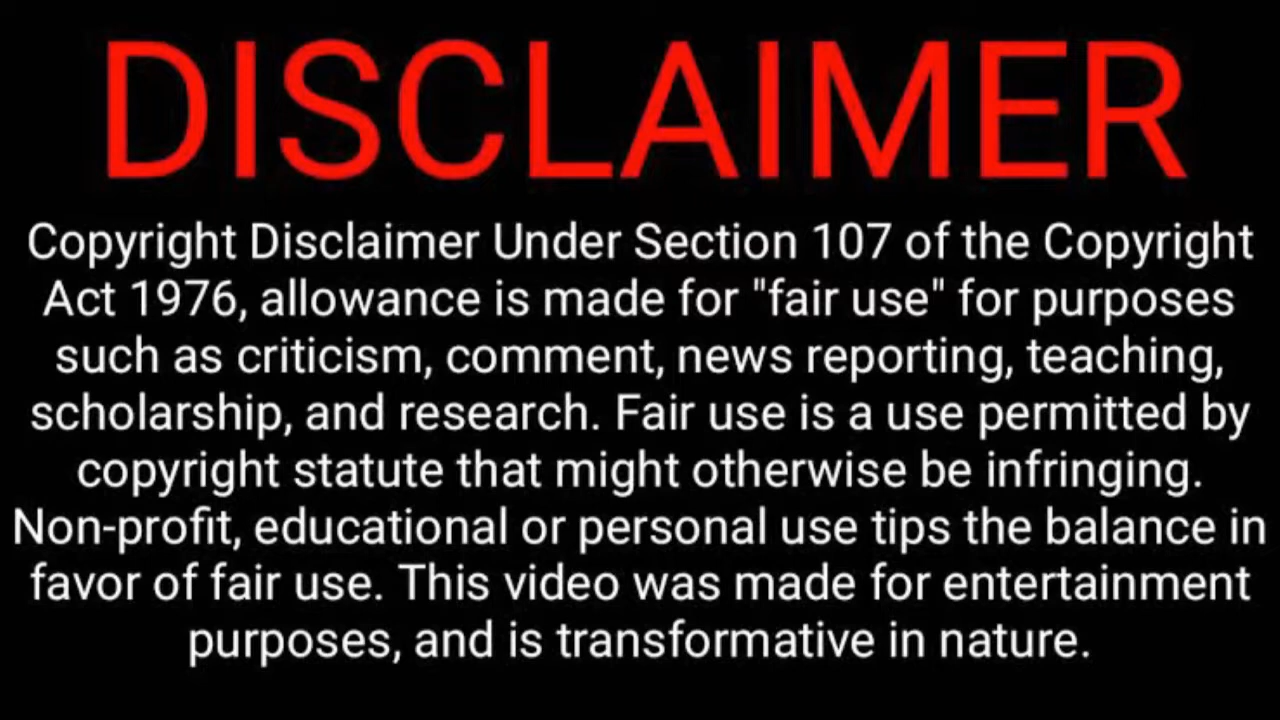 DISCLAIMER
Copyright Disclaimer Under Section 107 of the Copyright
Act 1976, allowance is made for "fair use" for purposes
such as criticism, comment, news reporting, teaching,
scholarship, and research. Fair use is a use permitted by
copyright statute that might otherwise be infringing.
Non-profit, educational or personal use tips the balance in
favor of fair use. This video was made for entertainment
purposes, and is transformative in nature.